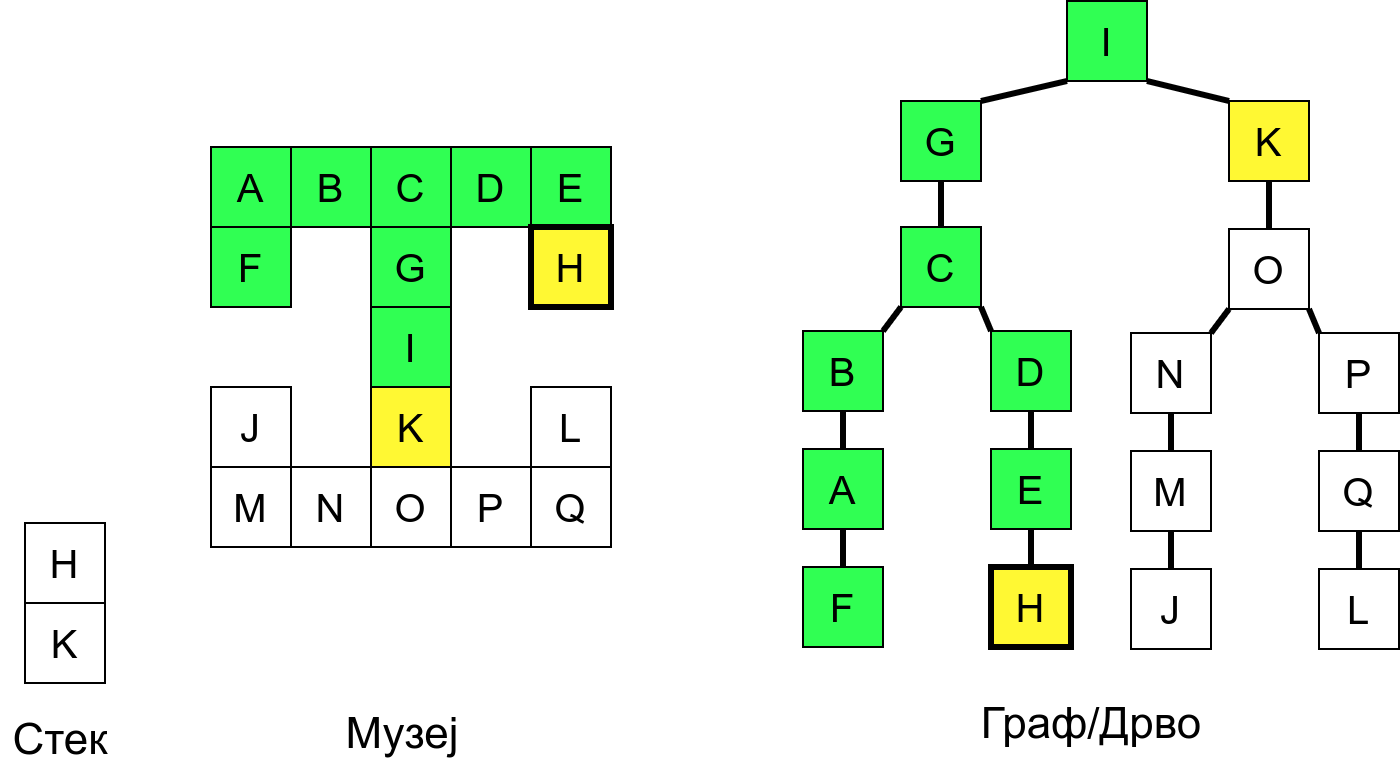 I
G K
A B C D E
F G H
C O
I
B D N P
J K L
M N O P Q
A E M Q
H
K
F H J L
Стек Музеј Граф/Дрво